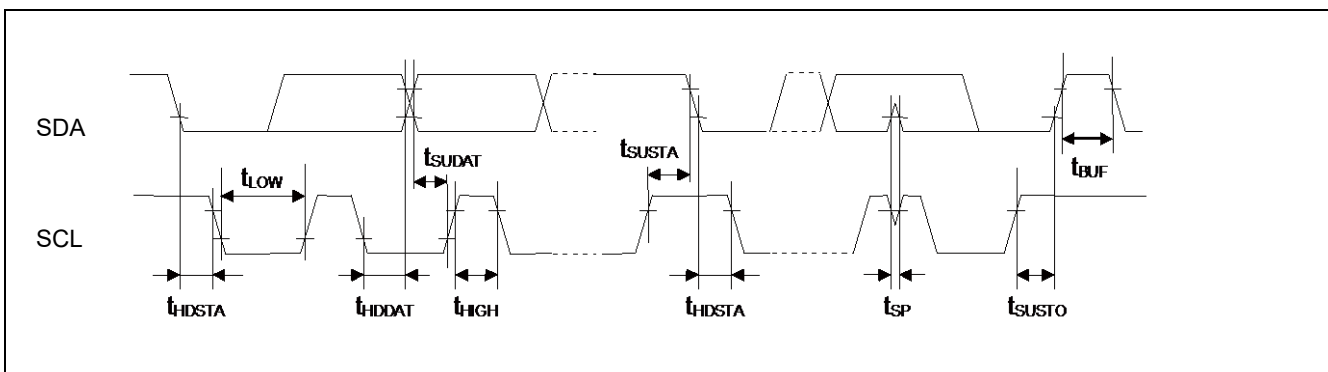 SDA
tSUSTA
tSUDAT
tBUF
tLOW
SCL
tHDSTA
tHDDAT
tHIGH
tHDSTA
tSP
tSUSTO